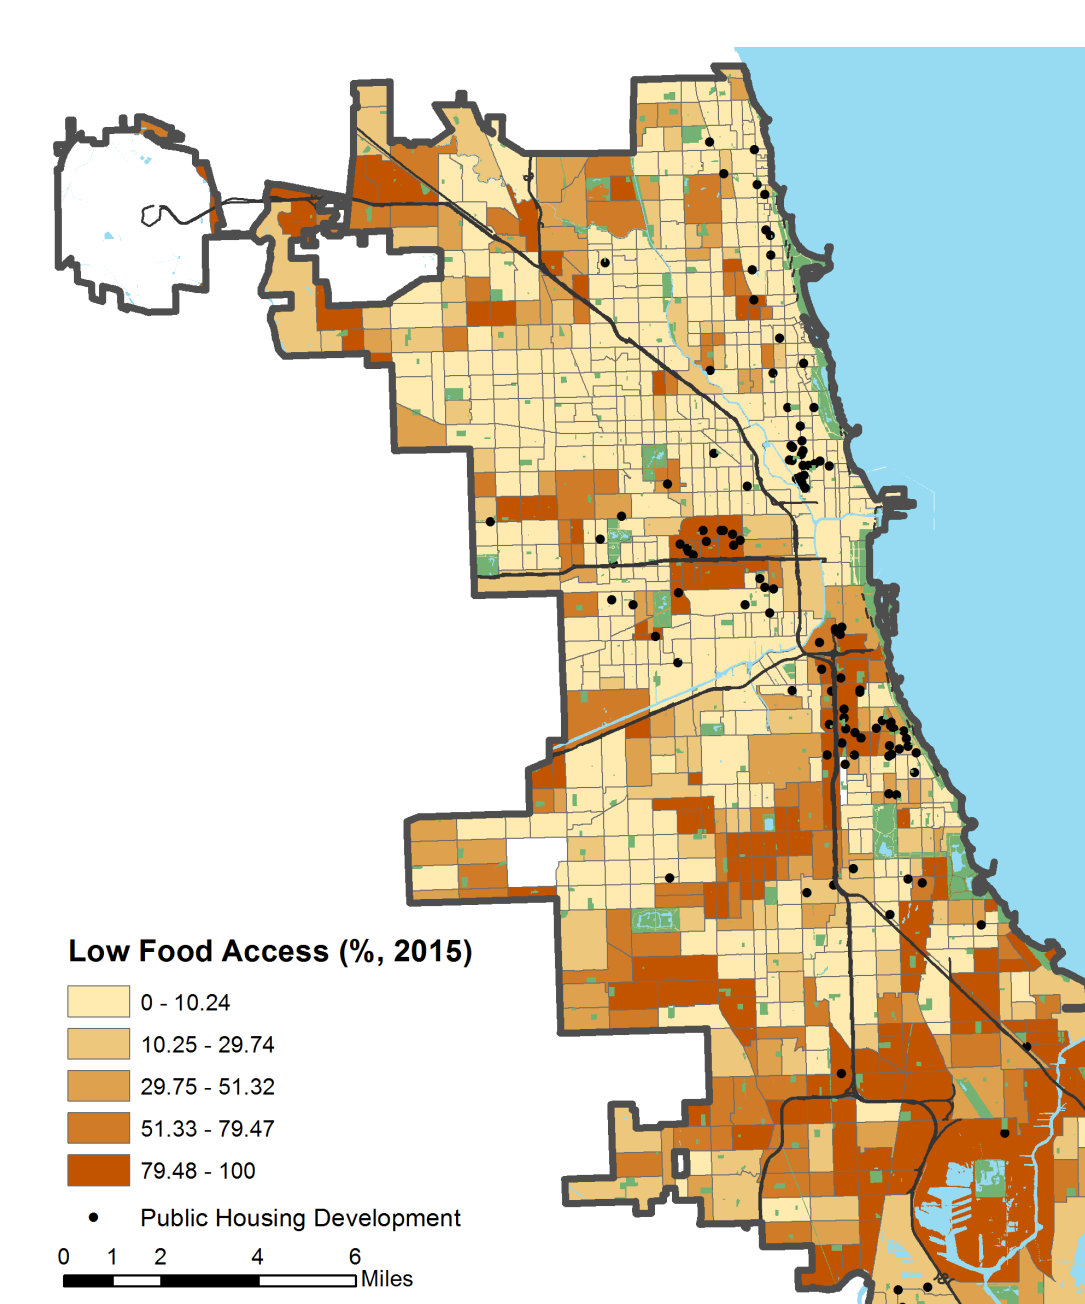 Low Food Access (%, 2015)
0 - 10.24
10.25 - 29.74
29.75 - 51.32
51.33 - 79.47
79.48 - 100
Public Housing Development
0 1 2 4 6
Miles